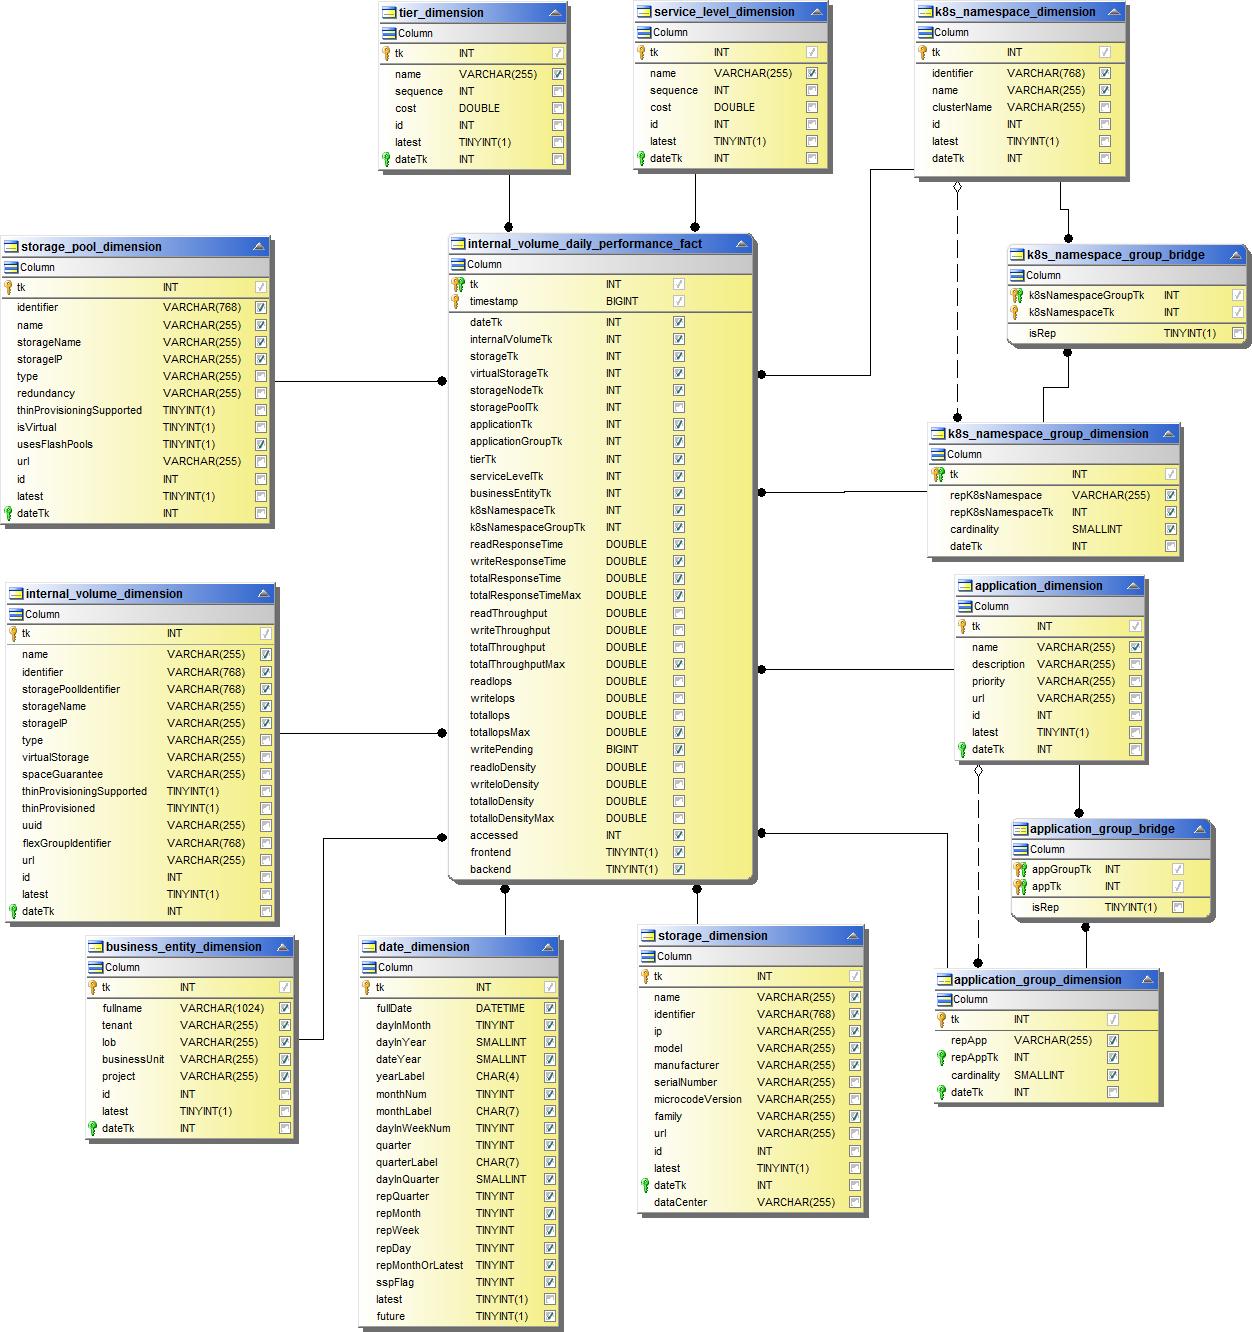 tier_dimension
Column
tk INT
name VARCHAR(255)
sequence INT
cost DOUBLE
id INT
latest TINYINT(1)
dateTk INT
service_level_dimension
Column
tk INT
name VARCHAR(255)
sequence INT
cost DOUBLE
id INT
latest TINYINT(1)
dateTk INT
k8s_namespace_dimension
Column
tk INT
identifier VARCHAR(768)
name VARCHAR(255)
clusterName VARCHAR(255)
id INT
latest TINYINT(1)
dateTk INT
storage_pool_dimension
Column
tk INT
identifier VARCHAR(768)
name VARCHAR(255)
storageName VARCHAR(255)
storageIP VARCHAR(255)
type VARCHAR(255)
redundancy VARCHAR(255)
thinProvisioningSupported TINYINT(1)
isVirtual TINYINT(1)
usesFlashPools TINYINT(1)
url VARCHAR(255)
id INT
latest TINYINT(1)
dateTk INT
internal_volume_daily_performance_fact
Column
tk INT
timestamp BIGINT
dateTk INT
internalVolumeTk INT
storageTk INT
virtualStorageTk INT
storageNodeTk INT
storagePoolTk INT
applicationTk INT
applicationGroupTk INT
tierTk INT
serviceLevelTk INT
businessEntityTk INT
k8sNamespaceTk INT
k8sNamespaceGroupTk INT
readResponseTime DOUBLE
writeResponseTime DOUBLE
totalResponseTime DOUBLE
totalResponseTimeMax DOUBLE
readThroughput DOUBLE
writeThroughput DOUBLE
totalThroughput DOUBLE
totalThroughputMax DOUBLE
readIops DOUBLE
writeIops DOUBLE
totalIops DOUBLE
totalIopsMax DOUBLE
writePending BIGINT
readIoDensity DOUBLE
writeIoDensity DOUBLE
totalIoDensity DOUBLE
totalIoDensityMax DOUBLE
accessed INT
frontend TINYINT(1)
backend TINYINT(1)
k8s_namespace_group_bridge
Column
k8sNamespaceGroupTk INT
k8sNamespaceTk INT
isRep TINYINT(1)
k8s_namespace_group_dimension
Column
tk INT
repK8sNamespace VARCHAR(255)
repK8sNamespaceTk INT
cardinality SMALLINT
dateTk INT
internal_volume_dimension
Column
tk INT
name VARCHAR(255)
identifier VARCHAR(768)
storagePoolIdentifier VARCHAR(768)
storageName VARCHAR(255)
storageIP VARCHAR(255)
type VARCHAR(255)
virtualStorage VARCHAR(255)
spaceGuarantee VARCHAR(255)
thinProvisioningSupported TINYINT(1)
thinProvisioned TINYINT(1)
uuid VARCHAR(255)
flexGroupIdentifier VARCHAR(768)
url VARCHAR(255)
id INT
latest TINYINT(1)
dateTk INT
application_dimension
Column
tk INT
name VARCHAR(255)
description VARCHAR(255)
priority VARCHAR(255)
url VARCHAR(255)
id INT
latest TINYINT(1)
dateTk INT
application_group_bridge
Column
appGroupTk INT
appTk INT
isRep TINYINT(1)
business_entity_dimension
Column
tk INT
fullname VARCHAR(1024)
tenant VARCHAR(255)
lob VARCHAR(255)
businessUnit VARCHAR(255)
project VARCHAR(255)
id INT
latest TINYINT(1)
dateTk INT
date_dimension
Column
tk INT
fullDate DATETIME
dayInMonth TINYINT
dayInYear SMALLINT
dateYear SMALLINT
yearLabel CHAR(4)
monthNum TINYINT
monthLabel CHAR(7)
dayInWeekNum TINYINT
quarter TINYINT
quarterLabel CHAR(7)
dayInQuarter SMALLINT
repQuarter TINYINT
repMonth TINYINT
repWeek TINYINT
repDay TINYINT
repMonthOrLatest TINYINT
sspFlag TINYINT
latest TINYINT(1)
future TINYINT(1)
storage_dimension
Column
tk INT
name VARCHAR(255)
identifier VARCHAR(768)
ip VARCHAR(255)
model VARCHAR(255)
manufacturer VARCHAR(255)
serialNumber VARCHAR(255)
microcodeVersion VARCHAR(255)
family VARCHAR(255)
url VARCHAR(255)
id INT
latest TINYINT(1)
dateTk INT
dataCenter VARCHAR(255)
application_group_dimension
Column
tk INT
repApp VARCHAR(255)
repAppTk INT
cardinality SMALLINT
dateTk INT